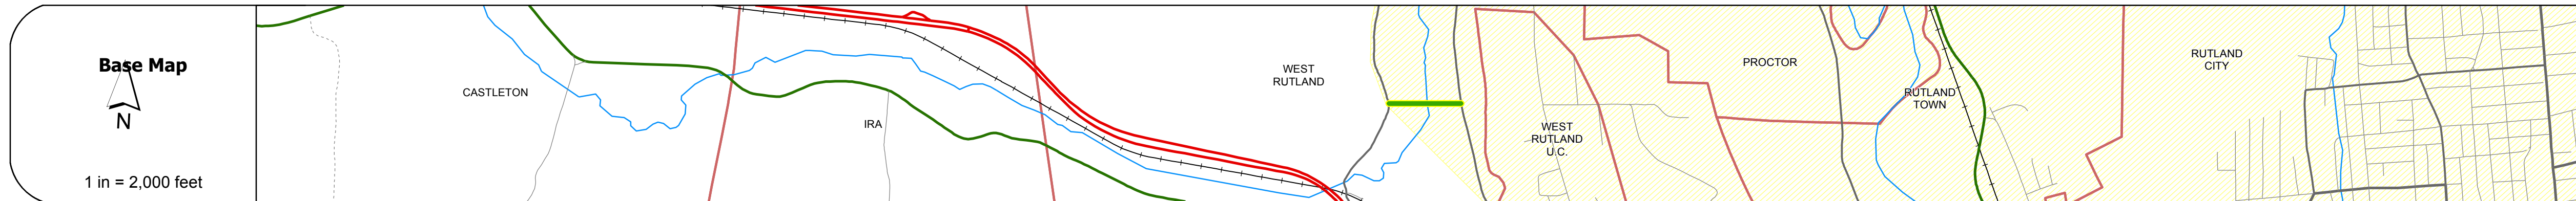 Base Map
N
1 in = 2,000 feet
CASTLETON
IRA
WEST
RUTLAND
WEST
RUTLAND
U.C.
PROCTOR
RUTLAND
TOWN
RUTLAND
CITY